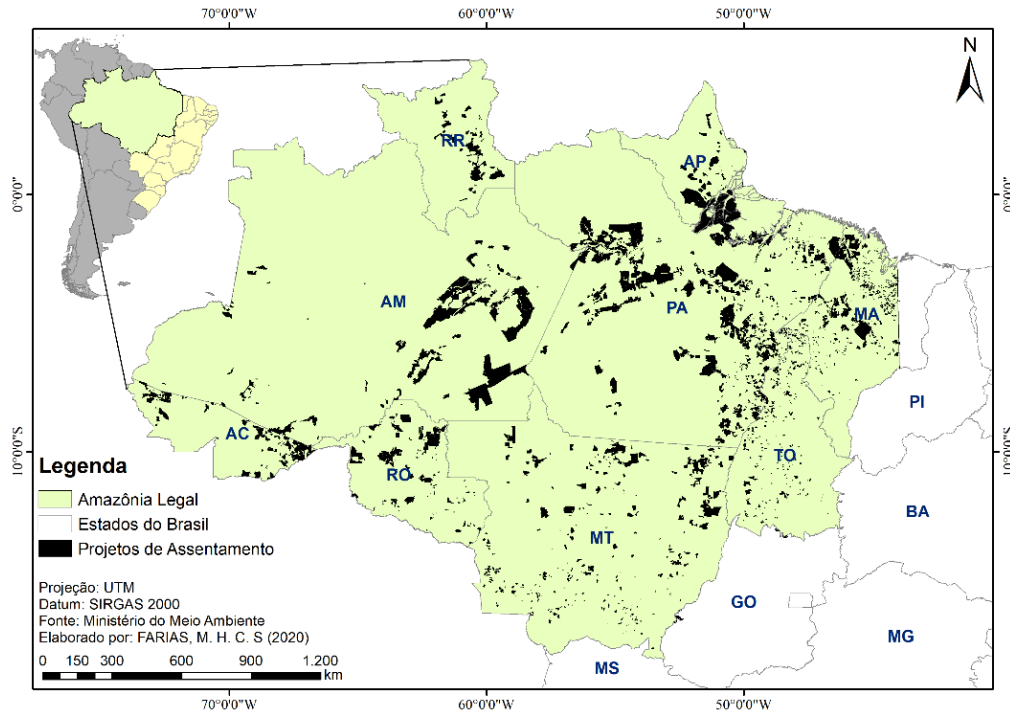 70°0'0"W 60°0'0"W 50°0'0"W
N
RR
AP
0°0'0"
0°0'0"
AM
PA
MA
PI
AC
TO
10°0'0"S
10°0'0"S
RO
BA
MT
GO
MG
MS
Legenda
Amazônia Legal
Estados do Brasil
Projetos de Assentamento
Projeção: UTM
Datum: SIRGAS 2000
Fonte: Ministério do Meio Ambiente
Elaborado por: FARIAS, M. H. C. S (2020)
0 150 300 600 900 1.200
km
70°0'0"W 60°0'0"W 50°0'0"W